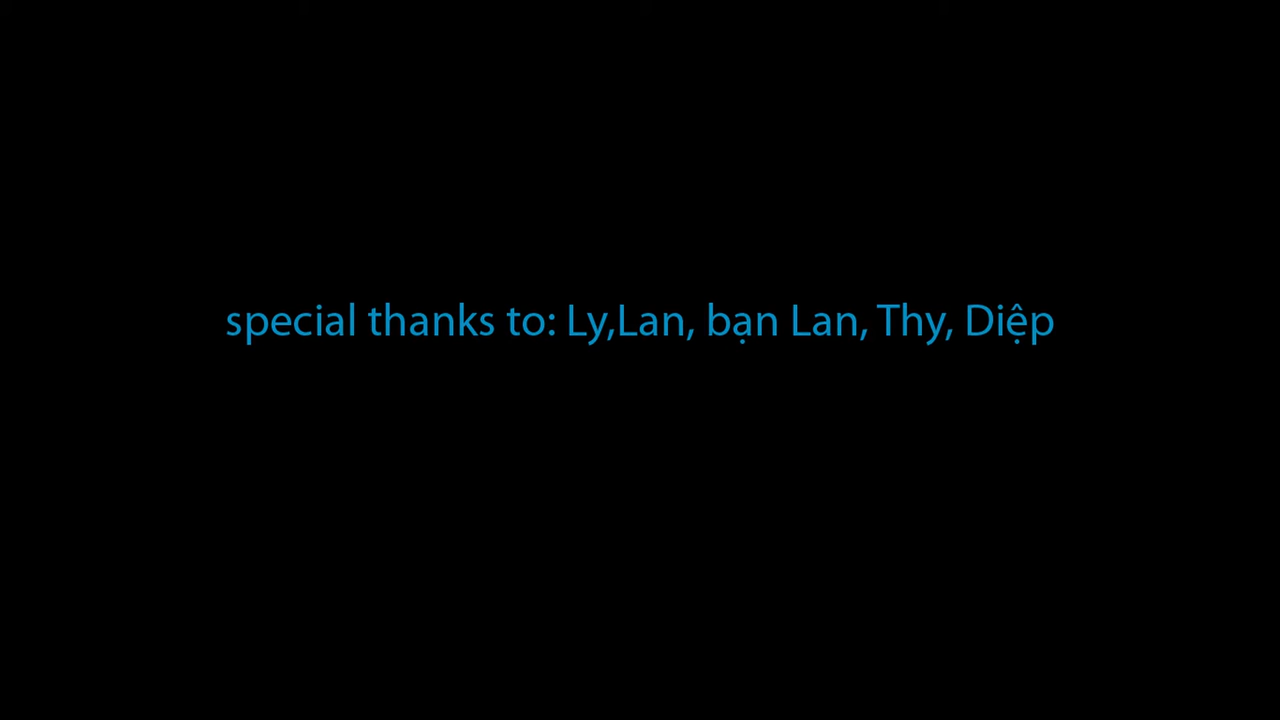 special thanks to: Ly,Lan, bạn Lan, Thy, Diệp